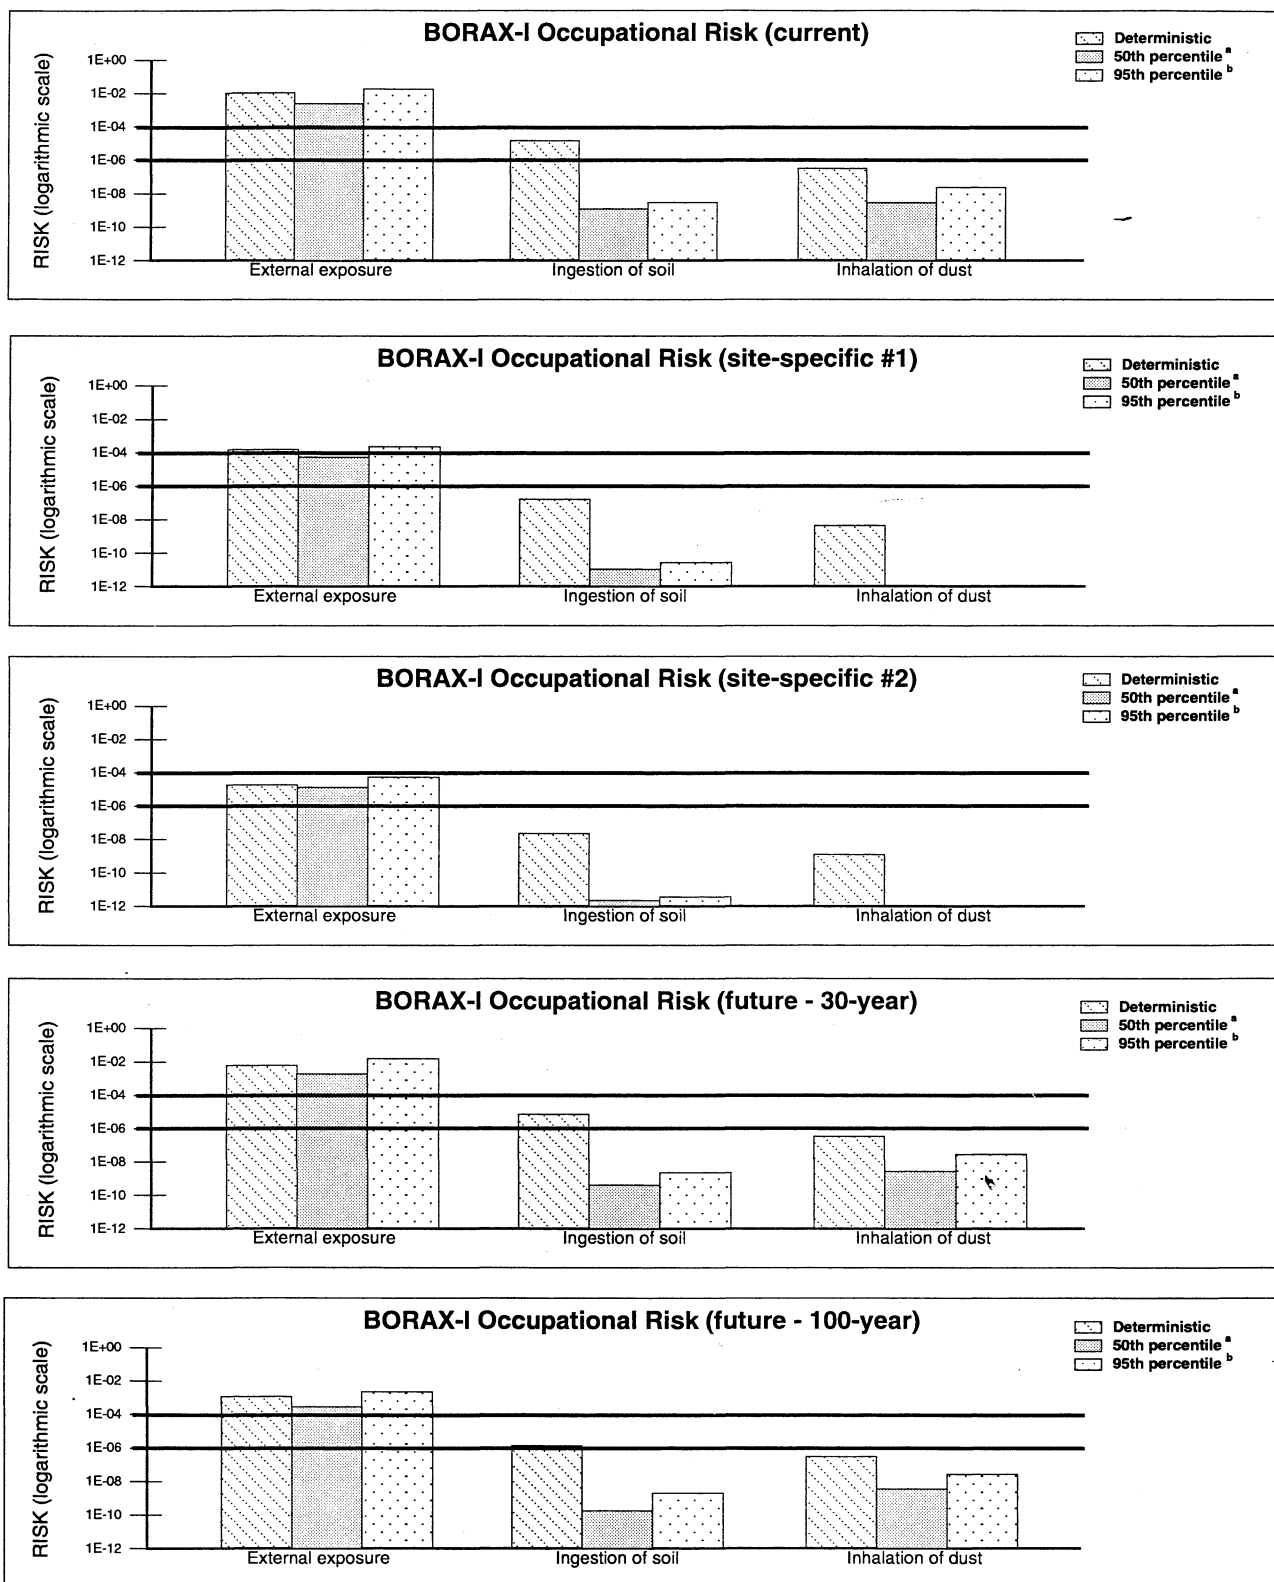 BORAX-I Occupational Risk (current)
Deterministic
50th percentile a
95th percentile b
RISK (logarithmic scale)
1E+00
1E-02
1E-04
1E-06
1E-08
1E-10
1E-12
External exposure Ingestion of soil Inhalation of dust
BORAX-I Occupational Risk (site-specific #1)
Deterministic
50th percentile a
95th percentile b
RISK (logarithmic scale)
1E+00
1E-02
1E-04
1E-06
1E-08
1E-10
1E-12
External exposure Ingestion of soil Inhalation of dust
BORAX-I Occupational Risk (site-specific #2)
Deterministic
50th percentile a
95th percentile b
RISK (logarithmic scale)
1E+00
1E-02
1E-04
1E-06
1E-08
1E-10
1E-12
External exposure Ingestion of soil Inhalation of dust
BORAX-I Occupational Risk (future - 30-year)
Deterministic
50th percentile a
95th percentile b
RISK (logarithmic scale)
1E+00
1E-02
1E-04
1E-06
1E-08
1E-10
1E-12
External exposure Ingestion of soil Inhalation of dust
BORAX-I Occupational Risk (future - 100-year)
Deterministic
50th percentile a
95th percentile b
RISK (logarithmic scale)
1E+00
1E-02
1E-04
1E-06
1E-08
1E-10
1E-12
External exposure Ingestion of soil Inhalation of dust